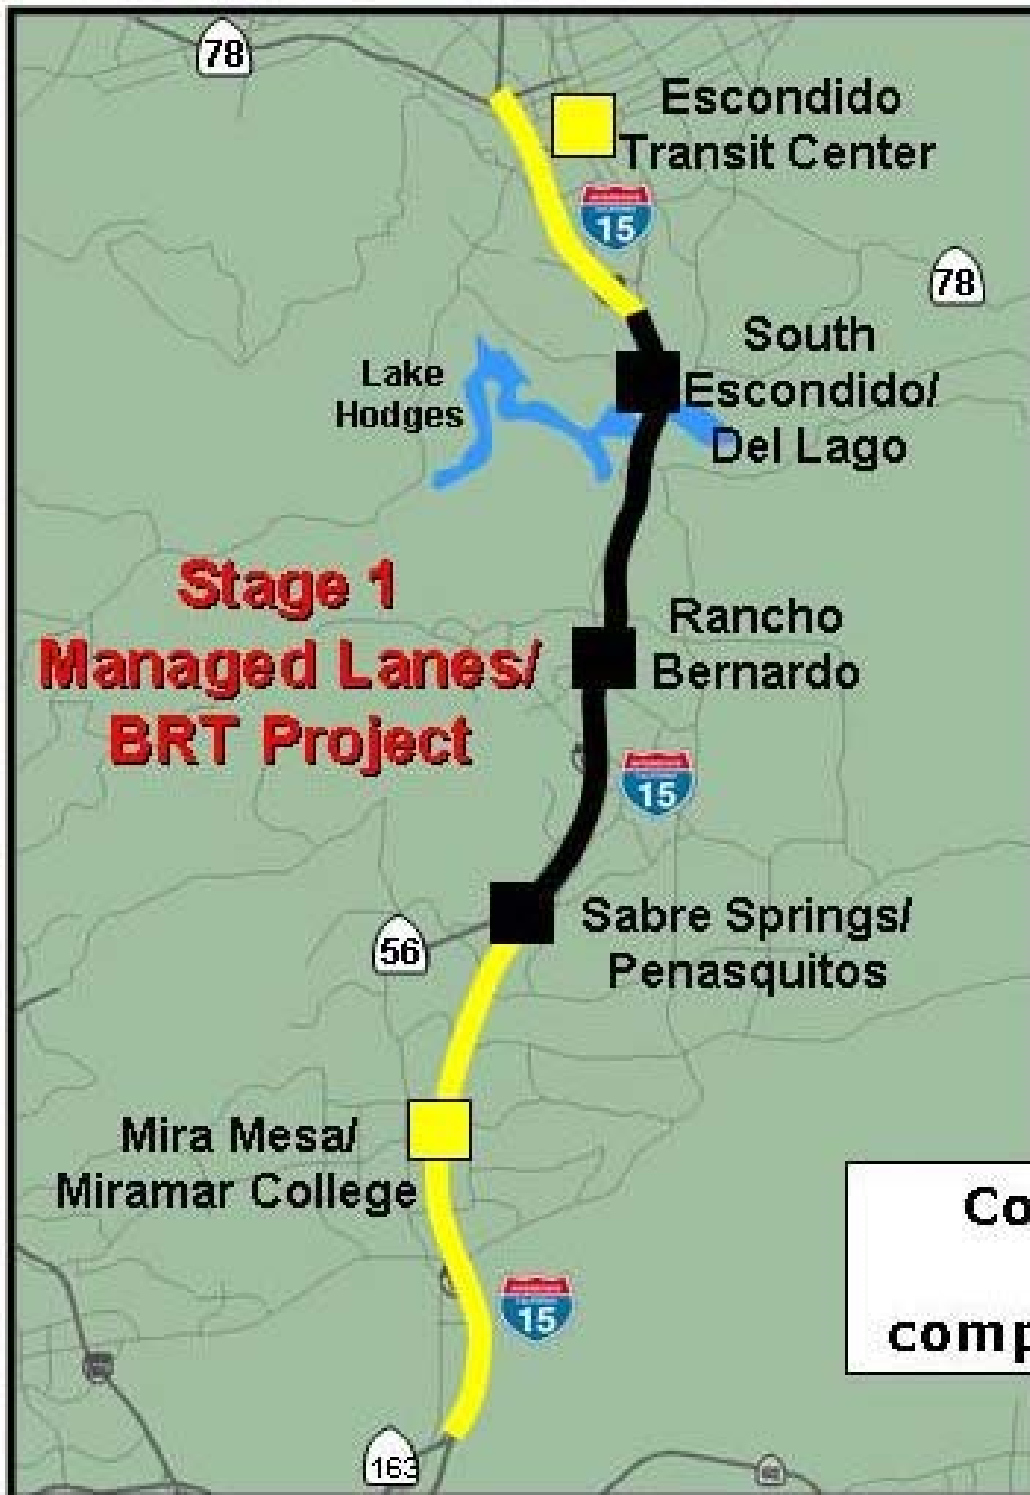 78
Escondido
Transit Center
15
78
South
Escondido/
Del Lago
Lake
Hodges
Stage 1
Managed Lanes/
BRT Project
Rancho
Bernardo
15
Sabre Springs/
Penasquitos
56
Mira Mesa/
Miramar College
Co
comp
15
163